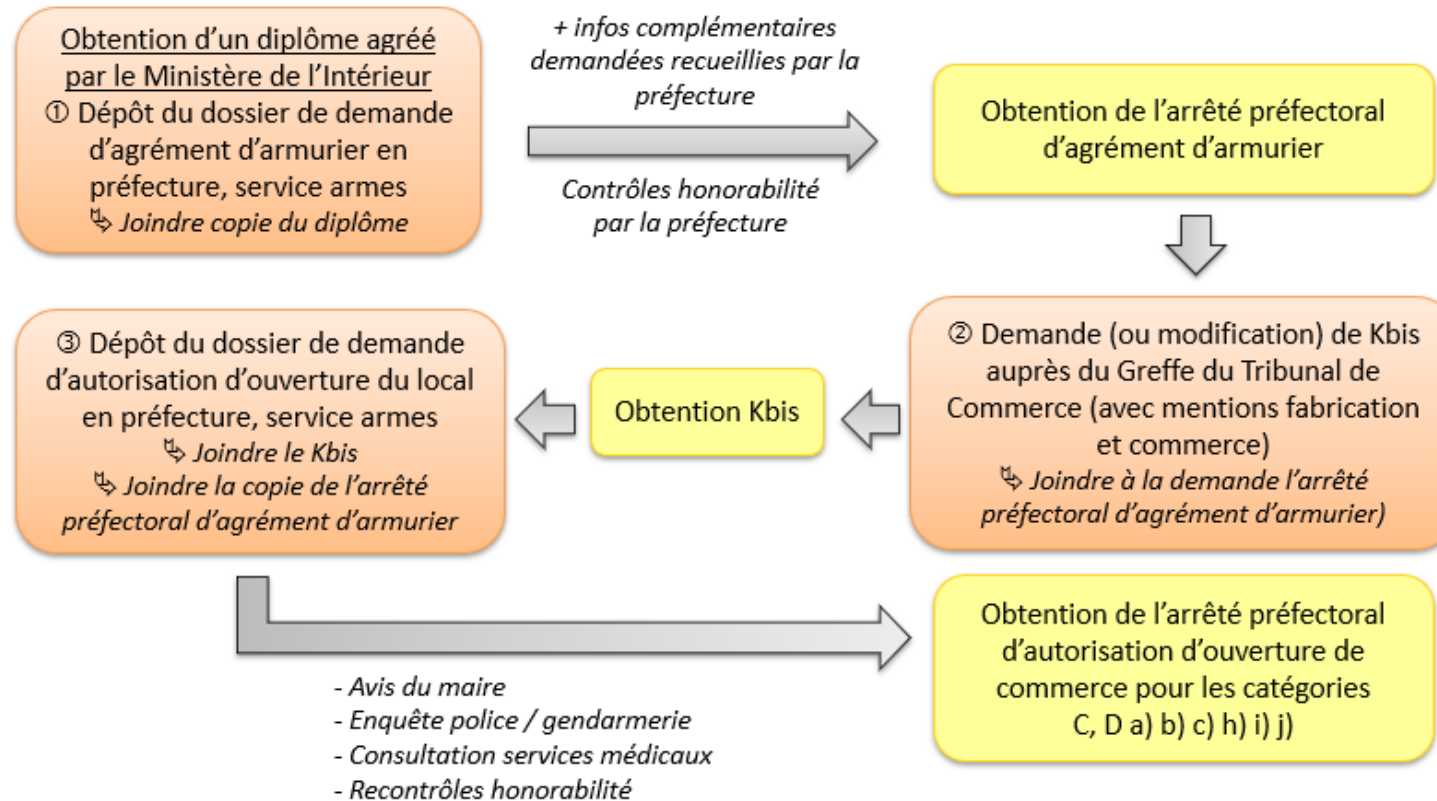 Obtention d’un diplôme agréé
par le Ministère de l’Intérieur
① Dépôt du dossier de demande
d’agrément d’armurier en
préfecture, service armes
↳ Joindre copie du diplôme
+ infos complémentaires
demandées recueillies par la
préfecture
Contrôles honorabilité
par la préfecture
Obtention de l’arrêté préfectoral
d’agrément d’armurier
② Demande (ou modification) de Kbis
auprès du Greffe du Tribunal de
Commerce (avec mentions fabrication
et commerce)
↳ Joindre à la demande l’arrêté
préfectoral d’agrément d’armurier)
Obtention Kbis
③ Dépôt du dossier de demande
d’autorisation d’ouverture du local
en préfecture, service armes
↳ Joindre le Kbis
↳ Joindre la copie de l’arrêté
préfectoral d’agrément d’armurier
- Avis du maire
- Enquête police / gendarmerie
- Consultation services médicaux
- Recontrôles honorabilité
Obtention de l’arrêté préfectoral
d’autorisation d’ouverture de
commerce pour les catégories
C, D a) b) c) h) i) j)